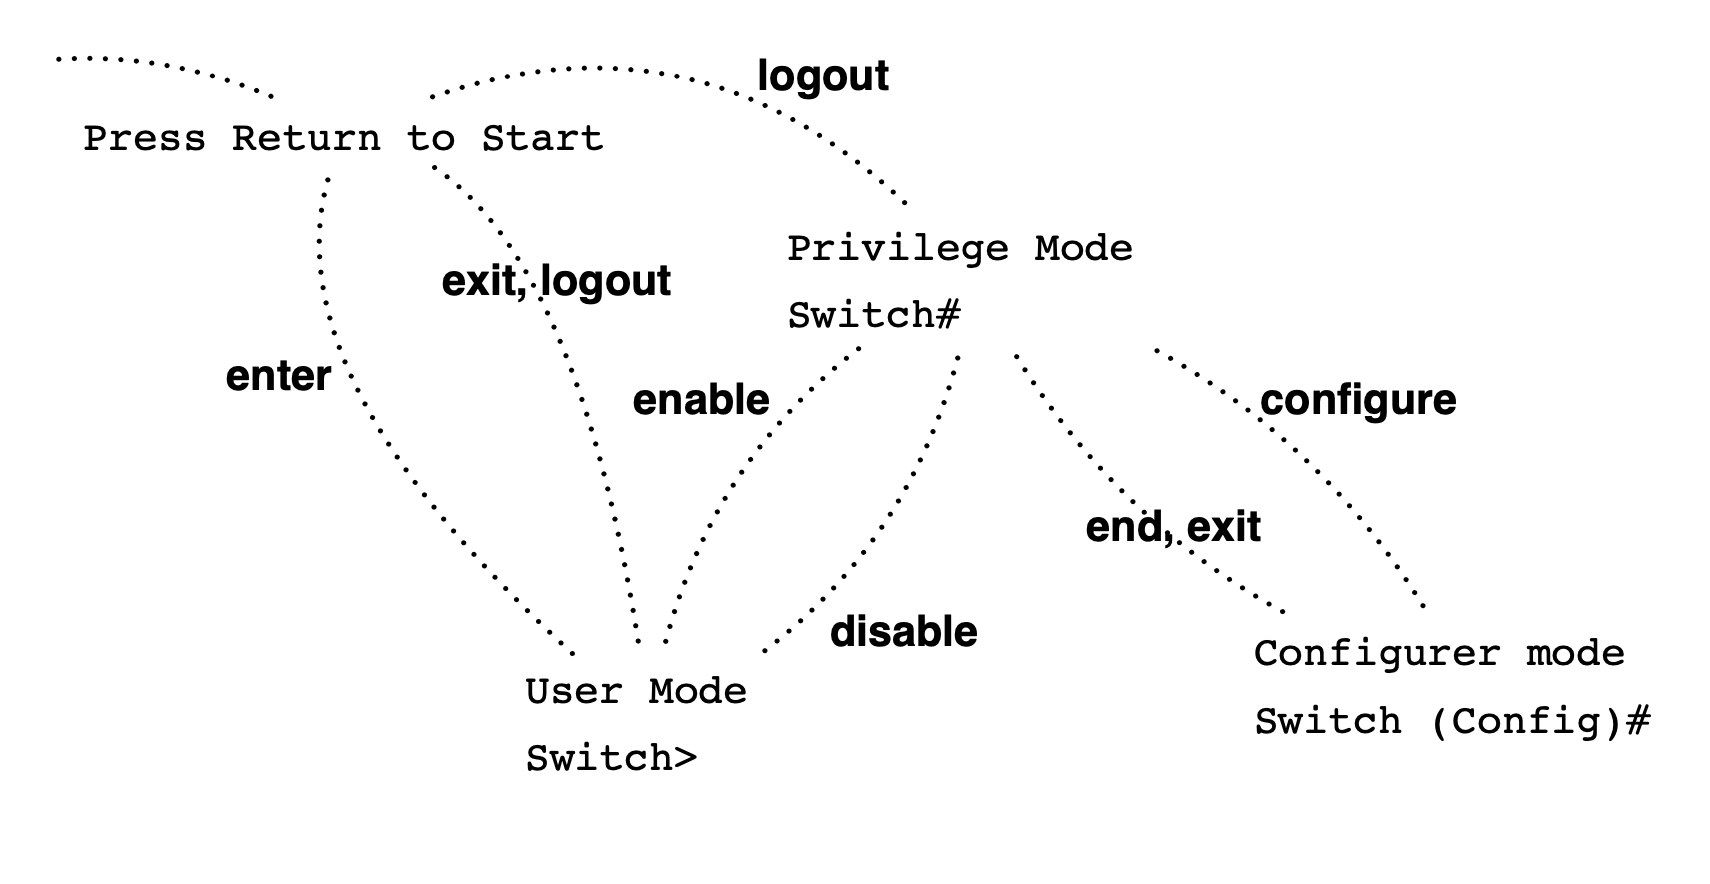 logout
Press Return to Start
Privilege Mode
exit, logout
Switch#
enter
enable
configure
end, exit
disable
Configurer mode
User Mode
Switch (Config)#
Switch>